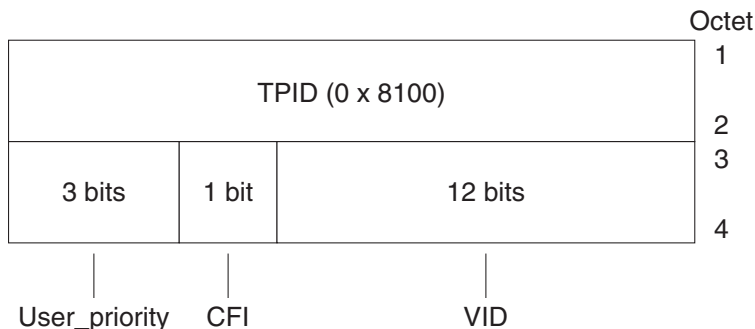 Octet
1
TPID (0 x 8100)
2
3
3 bits
1 bit
12 bits
4
User_priority
CFI
VID